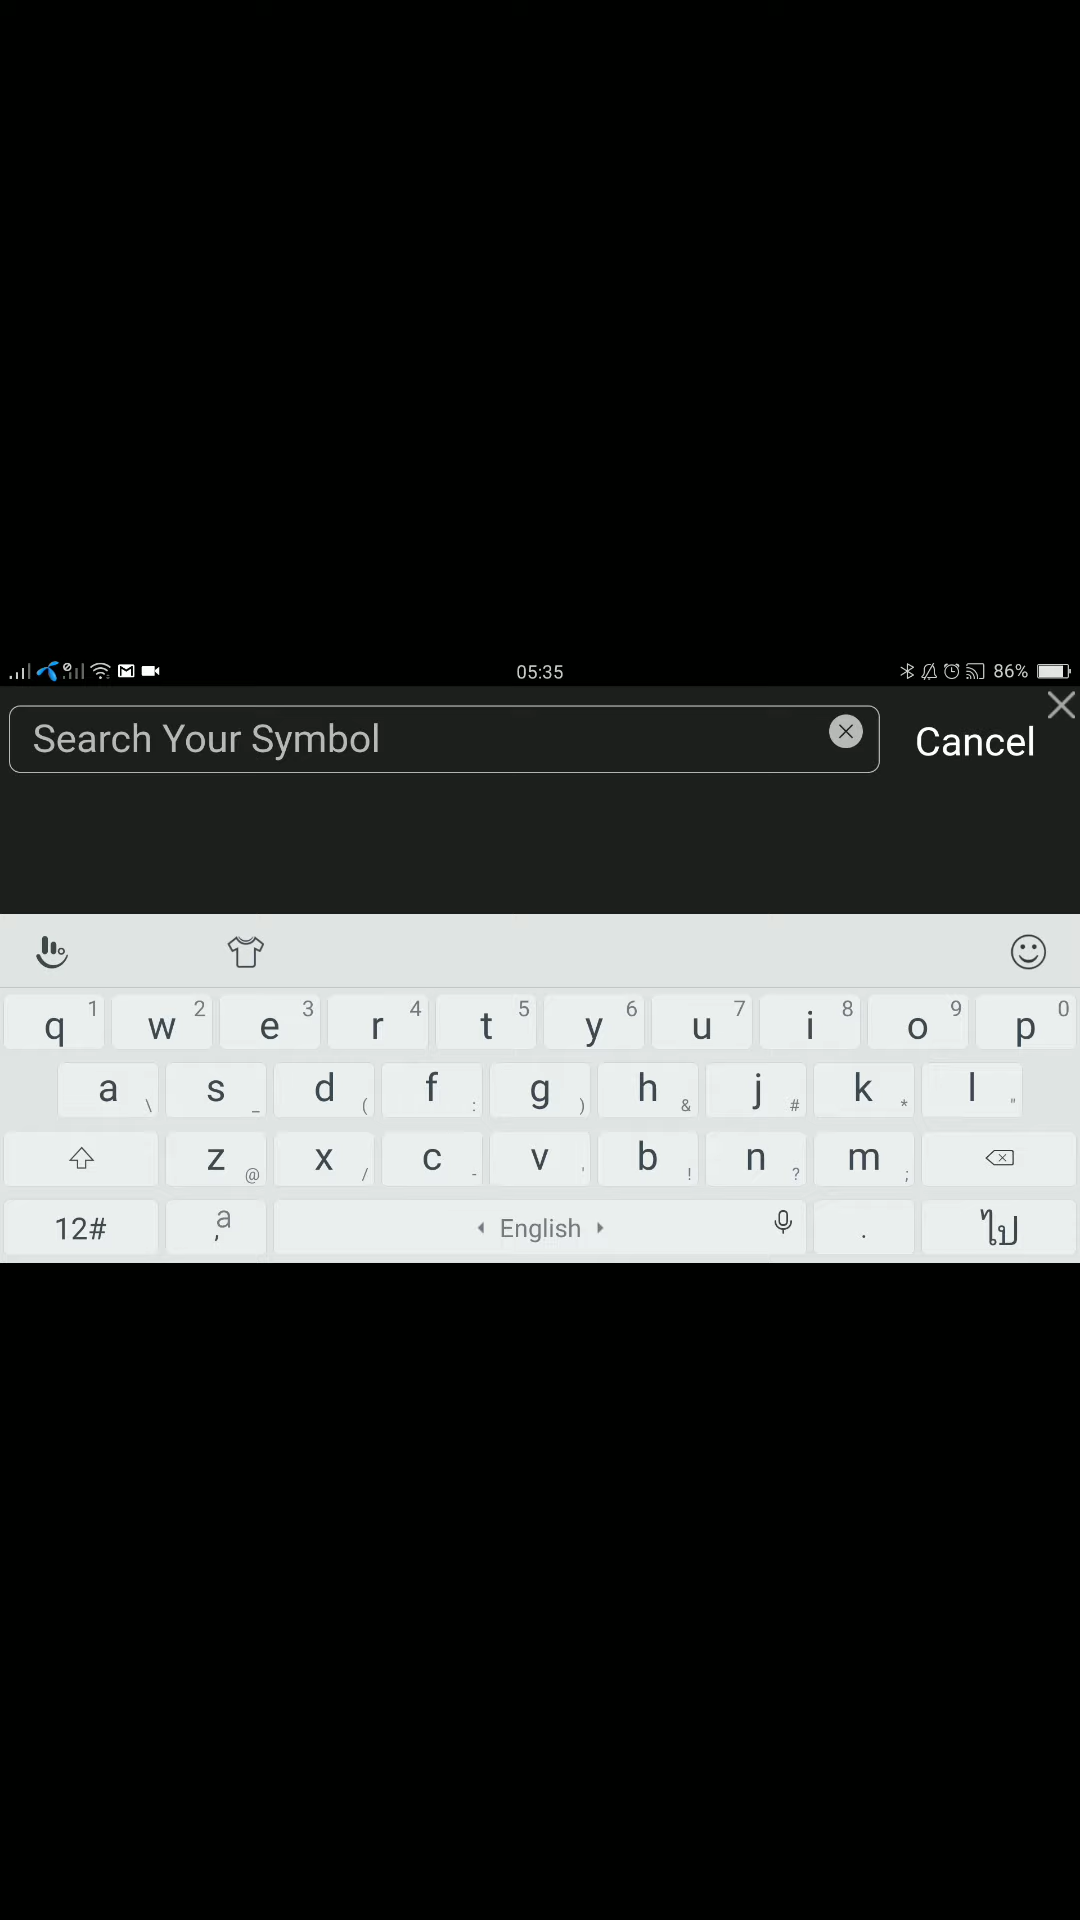 05:35 86%
Search Your Symbol Cancel
q 1 w 2 e 3 r 4 t 5 y 6 u 7 i 8 o 9 p 0
a \ s _ d ( f : g ) h & j # k * l "
z @ x / c - v ' b ! n ? m ;
12# , a English . ไป